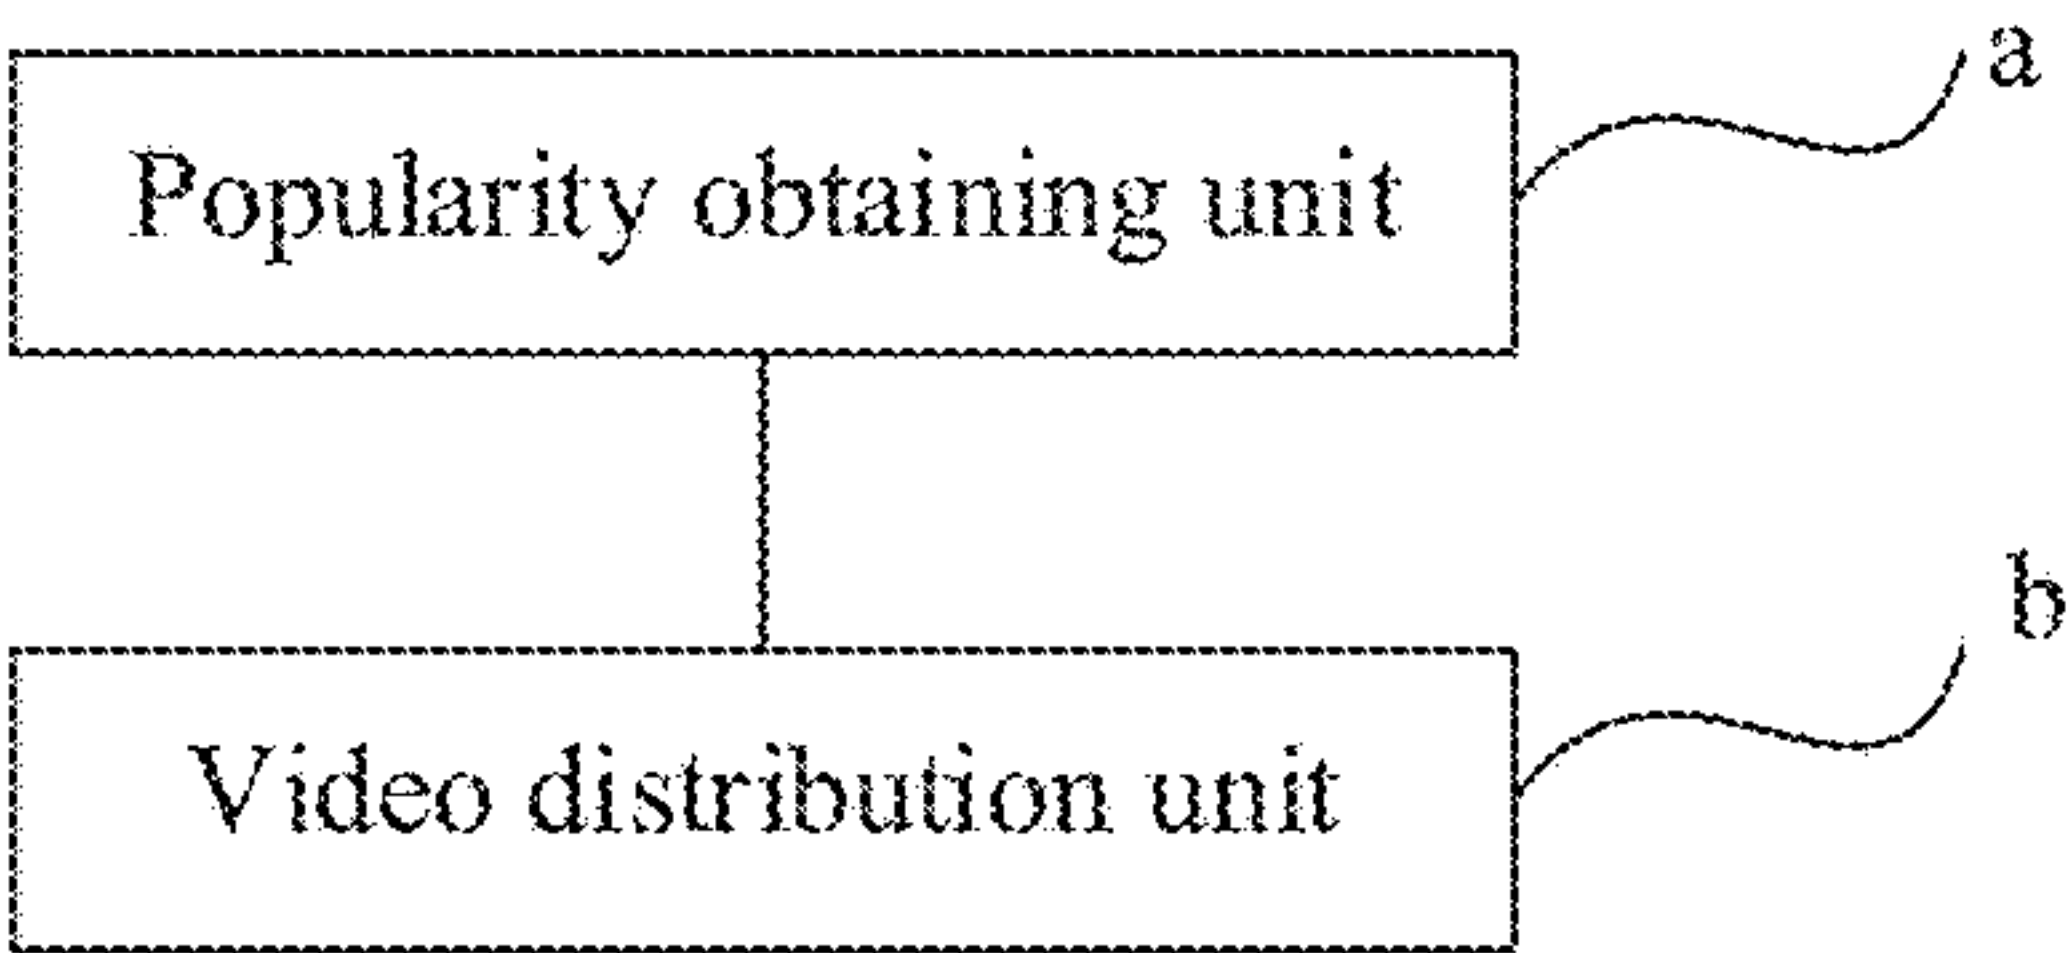 a
Popularity obtaining unit
b
Video distribution unit